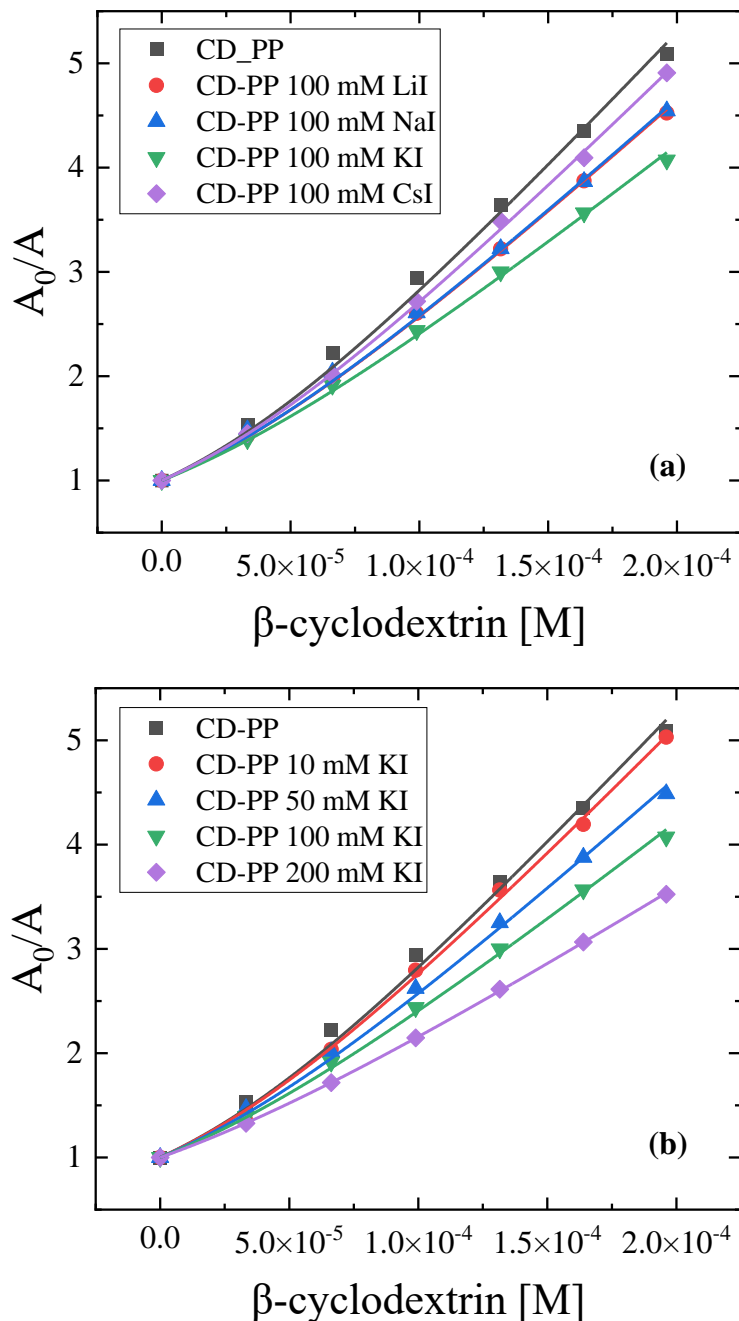 CD_PP
CD-PP 100 mM LiI
CD-PP 100 mM NaI
CD-PP 100 mM KI
CD-PP 100 mM CsI
5
4
3
2
1
A₀/A
(a)
0.0 5.0×10⁻⁵ 1.0×10⁻⁴ 1.5×10⁻⁴ 2.0×10⁻⁴
β-cyclodextrin [M]
CD-PP
CD-PP 10 mM KI
CD-PP 50 mM KI
CD-PP 100 mM KI
CD-PP 200 mM KI
5
4
3
2
1
A₀/A
(b)
0.0 5.0×10⁻⁵ 1.0×10⁻⁴ 1.5×10⁻⁴ 2.0×10⁻⁴
β-cyclodextrin [M]